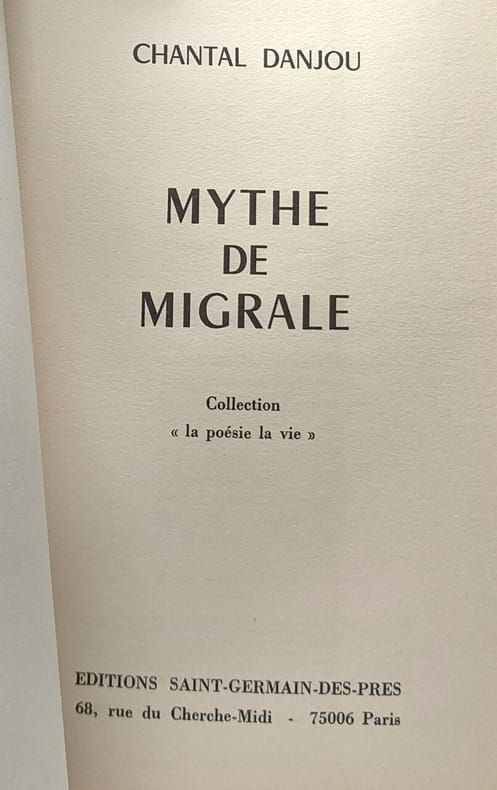 CHANTAL DANJOU
MYTHE
DE
MIGRALE
Collection
« la poésie la vie »
EDITIONS SAINT-GERMAIN-DES-PRES
68, rue du Cherche-Midi - 75006 Paris